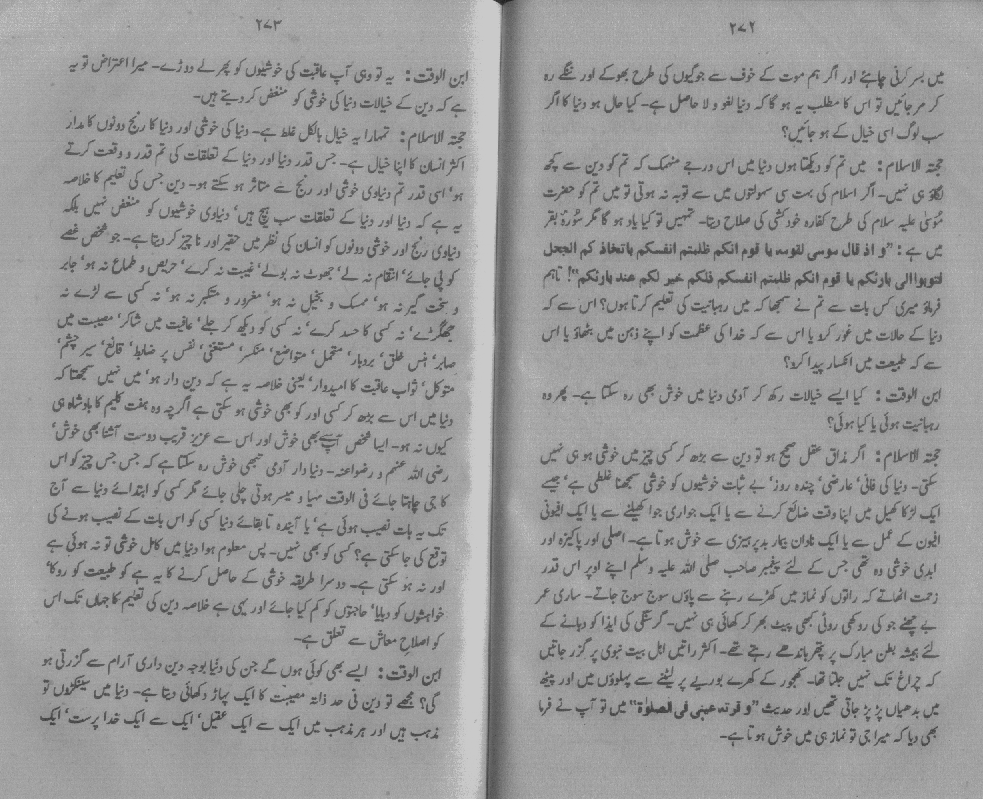 ۲۷۲
میں بسر کرنی چاہئے اور اگر ہم موت کے خوف سے جوگیوں کی طرح بھوکے اور ننگے رہ
کر مر جائیں تو اس کا مطلب یہ ہو گا کہ دنیا لغو و لا حاصل ہے۔ کیا حال ہو دنیا کا اگر
سب لوگ اسی خیال کے ہو جائیں؟
حجتہ الاسلام: میں تم کو دیکھتا ہوں دنیا میں اس درجے منہمک کہ تم کو دین سے کچھ
لگاؤ ہی نہیں۔ اگر اسلام کی بہت سی سہولتوں میں سے توبہ نہ ہوتی تو میں تم کو حضرت
موسیٰ علیہ سلام کی طرح کفارہ خودکشی کی صلاح دیتا۔ تمہیں تو کیا یاد ہو گا مگر سورۃ بقر
میں ہے: "و اذ قال موسی لقومہ یا قوم انکم ظلمتم انفسکم باتخاذ کم العجل
فتوبوا الی بارئکم یا قوم انکم ظلمتم انفسکم فلکم خیر لکم عند بارئکم"! تاہم
فرماؤ میری کس بات سے تم نے سمجھا کہ میں رہبانیت کی تعلیم کرتا ہوں؟ اس سے کہ
دنیا کے حالات میں غور کرو یا اس سے کہ خدا کی عظمت کو اپنے ذہن میں بٹھاؤ یا اس
سے کہ طبیعت میں انکسار پیدا کرو؟
ابن الوقت: کیا ایسے خیالات رکھ کر آدمی دنیا میں خوش بھی رہ سکتا ہے۔ پھر وہ
رہبانیت ہوئی یا کیا ہوئی؟
حجتہ الاسلام: اگر مذاق عقل صحیح ہو تو دین سے بڑھ کر کسی چیز میں خوشی ہو ہی نہیں
سکتی۔ دنیا کی فانی' عارضی' چندہ روز' بے ثبات خوشیوں کو خوشی سمجھنا غلطی ہے' جیسے
ایک لڑکا کھیل میں اپنا وقت ضائع کرنے سے یا ایک جواری جوا کھیلنے سے یا ایک افیونی
افیون کے عمل سے یا ایک نادان بیمار بدپرہیزی سے خوش ہوتا ہے۔ اصلی اور پاکیزہ اور
ابدی خوشی وہ تھی جس کے لئے پیغمبر صاحب صلی اللہ علیہ وسلم اپنے اوپر اس قدر
زحمت اٹھاتے کہ راتوں کو نماز میں کھڑے رہنے سے پاؤں سوج سوج جاتے۔ ساری عمر
بے چھنے جو کی روکھی روٹی کبھی پیٹ بھر کر کھائی ہی نہیں۔ گرسنگی کی ایذا کو دبانے کے
لئے ہمیشہ بطن مبارک پر پتھر باندھے رہتے تھے۔ اکثر راتیں اہل بیت نبوی پر گزر جاتیں
کہ چراغ تک نہیں جلتا تھا۔ کھجور کے کھرے بوریے پر لیٹنے سے پہلوؤں میں اور پیٹھ
میں بدھیاں پڑ پڑ جاتی تھیں اور حدیث "و قرتہ عینی فی الصلوٰۃ" میں تو آپ نے فرما
بھی دیا کہ میرا جی تو نماز ہی میں خوش ہوتا ہے۔
۲۷۳
ابن الوقت: یہ تو وہی آپ عاقبت کی خوشیوں کو پھر لے دوڑے۔ میرا اعتراض تو یہ
ہے کہ دین کے خیالات دنیا کی خوشی کو منغض کر دیتے ہیں۔
حجتہ الاسلام: تمہارا یہ خیال بالکل غلط ہے۔ دنیا کی خوشی اور دنیا کا رنج دونوں کا مدار
اکثر انسان کا اپنا خیال ہے۔ جس قدر دنیا اور دنیا کے تعلقات کی تم قدر و وقعت کرتے
ہو' اسی قدر تم دنیاوی خوشی اور رنج سے متاثر ہو سکتے ہو۔ دین جس کی تعلیم کا خلاصہ
یہ ہے کہ دنیا اور دنیا کے تعلقات سب ہیچ ہیں' دنیاوی خوشیوں کو منغض نہیں بلکہ
دنیاوی رنج اور خوشی دونوں کو انسان کی نظر میں حقیر اور ناچیز کر دیتا ہے۔ جو شخص غصے
کو پی جائے' انتقام نہ لے' جھوٹ نہ بولے' غیبت نہ کرے' حریص و طماع نہ ہو' جابر
و سخت گیر نہ ہو' ممسک و بخیل نہ ہو' مغرور و متکبر نہ ہو' نہ کسی سے لڑے نہ
جھگڑے' نہ کسی کا حسد کرے' نہ کسی کو دیکھ کر جلے' عاقبت میں شاکر' مصیبت میں
صابر' ہنس خلق' بردبار' متحمل' متواضع' منکسر' مستغنی' نفس پر ضابط' قانع' سیر چشم'
متوکل' ثواب عاقبت کا امیدوار' یعنی خلاصہ یہ ہے کہ دین دار ہو' میں نہیں سمجھتا کہ
دنیا میں اس سے بڑھ کر کسی اور کو بھی خوشی ہو سکتی ہے اگرچہ وہ ہفت کلیم کا بادشاہ ہی
کیوں نہ ہو۔ ایسا شخص آپ بھی خوش اور اس سے عزیز قریب دوست آشنا بھی خوش'
رضی اللہ عنہم و رضواعنہ۔ دنیا دار آدمی تبھی خوش رہ سکتا ہے کہ جس جس چیز کو اس
کا جی چاہتا جائے فی الوقت مہیا و میسر ہوتی چلی جائے مگر کسی کو ابتدائے دنیا سے آج
تک یہ بات نصیب ہوئی ہے' یا آیندہ تا بقائے دنیا کسی کو اس بات کے نصیب ہونے کی
توقع کی جا سکتی ہے؟ کسی کو بھی نہیں۔ پس معلوم ہوا دنیا میں کامل خوشی تو نہ ہوئی ہے
اور نہ ہو سکتی ہے۔ دوسرا طریقہ خوشی کے حاصل کرنے کا یہ ہے کو طبیعت کو روکا'
خواہشوں کو دبایا' حاجتوں کو کم کیا جائے اور یہی ہے خلاصہ دین کی تعلیم کا جہاں تک اس
کو اصلاح معاش سے تعلق ہے۔
ابن الوقت: ایسے بھی کوئی ہوں گے جن کی دنیا بوجہ دین داری آرام سے گزرتی ہو
گی؟ مجھے تو دین فی حد ذاتہ مصیبت کا ایک پہاڑ دکھائی دیتا ہے۔ دنیا میں سینکڑوں تو
مذہب ہیں اور ہر مذہب میں ایک سے ایک عقیل' ایک سے ایک خدا پرست' ایک